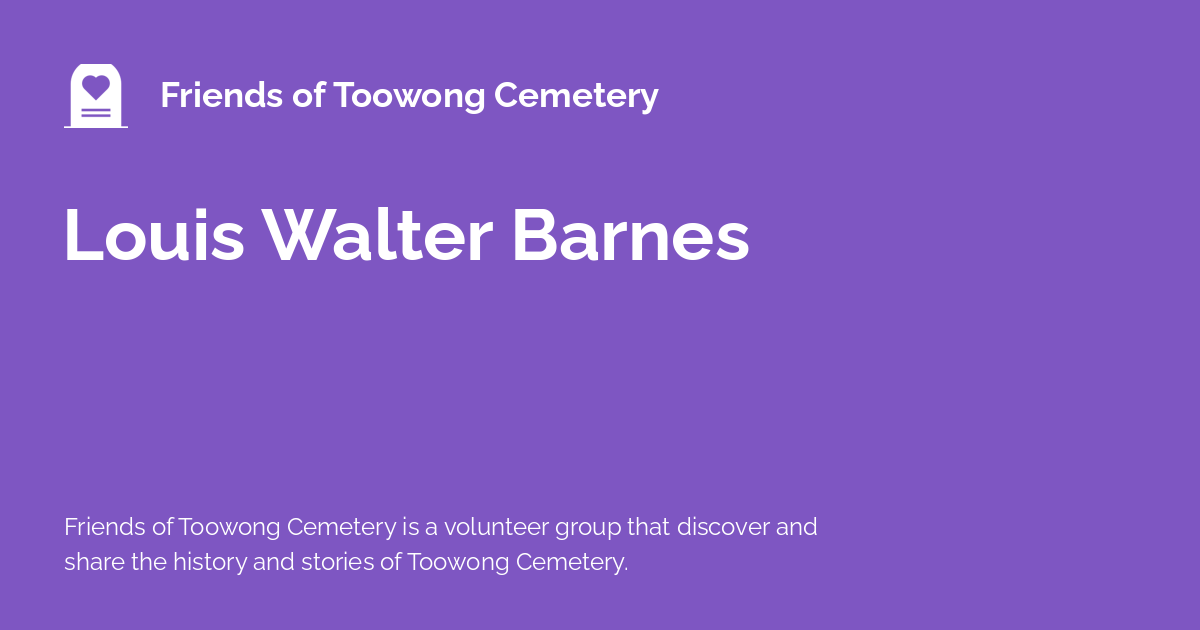 Friends of Toowong Cemetery
Louis Walter Barnes
Friends of Toowong Cemetery is a volunteer group that discover and
share the history and stories of Toowong Cemetery.